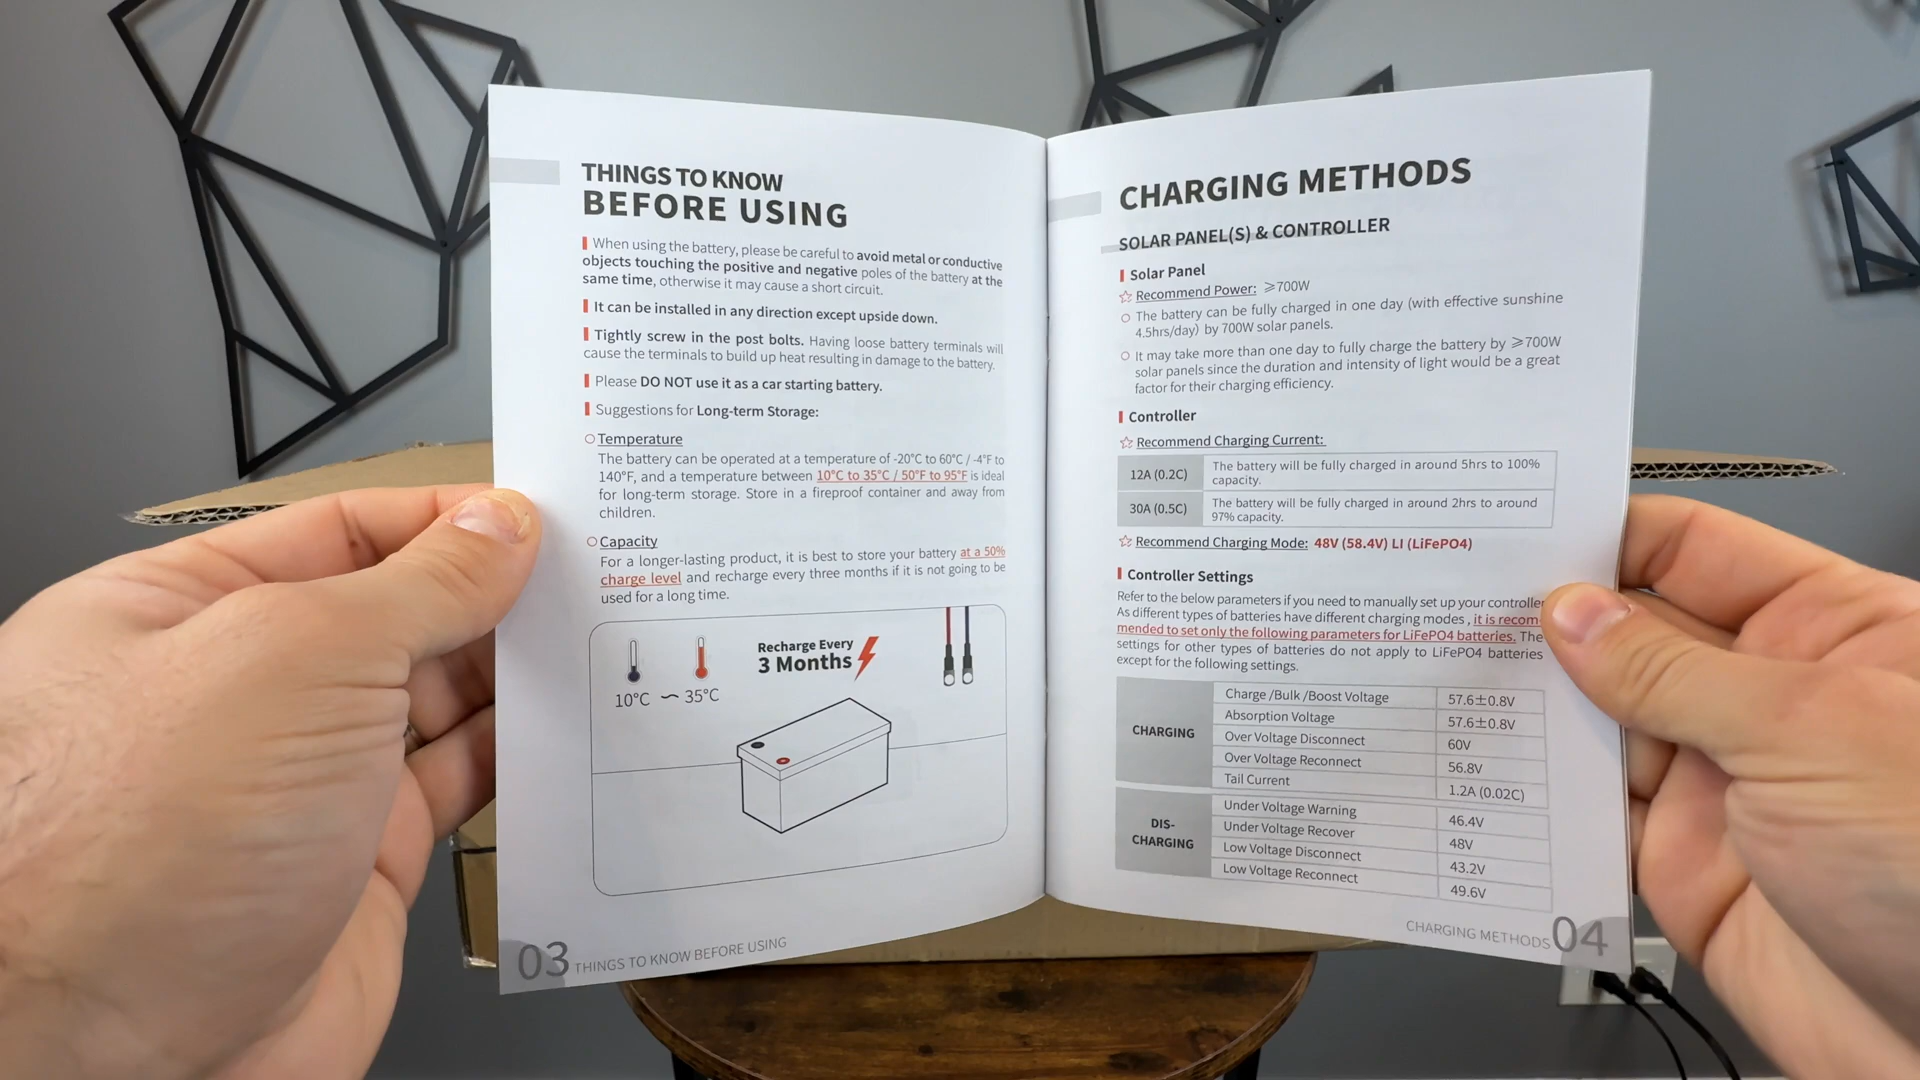 THINGS TO KNOW
BEFORE USING
When using the battery, please be careful to avoid metal or conductive
objects touching the positive and negative poles of the battery at the
same time, otherwise it may cause a short circuit.
It can be installed in any direction except upside down.
Tightly screw in the post bolts. Having loose battery terminals will
cause the terminals to build up heat resulting in damage to the battery.
Please DO NOT use it as a car starting battery.
Suggestions for Long-term Storage:
Temperature
The battery can be operated at a temperature of -20°C to 60°C / -4°F to
140°F, and a temperature between 10°C to 35°C / 50°F to 95°F is ideal
for long-term storage. Store in a fireproof container and away from
children.
Capacity
For a longer-lasting product, it is best to store your battery at a 50%
charge level and recharge every three months if it is not going to be
used for a long time.
Recharge Every
3 Months
10°C ~ 35°C
03 THINGS TO KNOW BEFORE USING
CHARGING METHODS
SOLAR PANEL(S) & CONTROLLER
Solar Panel
☆ Recommend Power: ⩾700W
The battery can be fully charged in one day (with effective sunshine
4.5hrs/day) by 700W solar panels.
It may take more than one day to fully charge the battery by ⩾700W
solar panels since the duration and intensity of light would be a great
factor for their charging efficiency.
Controller
☆ Recommend Charging Current:
12A (0.2C) The battery will be fully charged in around 5hrs to 100%
capacity.
30A (0.5C) The battery will be fully charged in around 2hrs to around
97% capacity.
☆ Recommend Charging Mode: 48V (58.4V) LI (LiFePO4)
Controller Settings
Refer to the below parameters if you need to manually set up your controller
As different types of batteries have different charging modes , it is recom-
mended to set only the following parameters for LiFePO4 batteries. The
settings for other types of batteries do not apply to LiFePO4 batteries
except for the following settings.
CHARGING
Charge /Bulk /Boost Voltage 57.6±0.8V
Absorption Voltage 57.6±0.8V
Over Voltage Disconnect 60V
Over Voltage Reconnect 56.8V
Tail Current 1.2A (0.02C)
DIS-
CHARGING
Under Voltage Warning 46.4V
Under Voltage Recover 48V
Low Voltage Disconnect 43.2V
Low Voltage Reconnect 49.6V
CHARGING METHODS 04